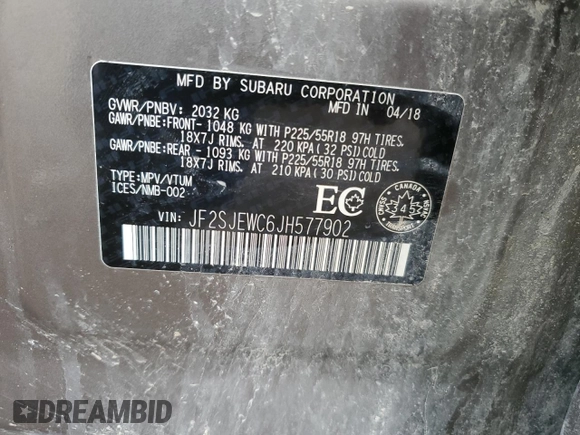 MFD BY SUBARU CORPORATION
GVWR/PNBV: 2032 KG MFD IN 04/18
GAWR/PNBE:FRONT-1048 KG WITH P225/55R18 97H TIRES.
18X7J RIMS. AT 220 KPA(32 PSI)COLD
GAWR/PNBE:REAR -1093 KG WITH P225/55R18 97H TIRES.
18X7J RIMS. AT 210 KPA(30 PSI)COLD
TYPE:MPV/VTUM
ICES/NMB-002
EC
CANADA
345
VIN: JF2SJEWC6JH577902
DREAMBID